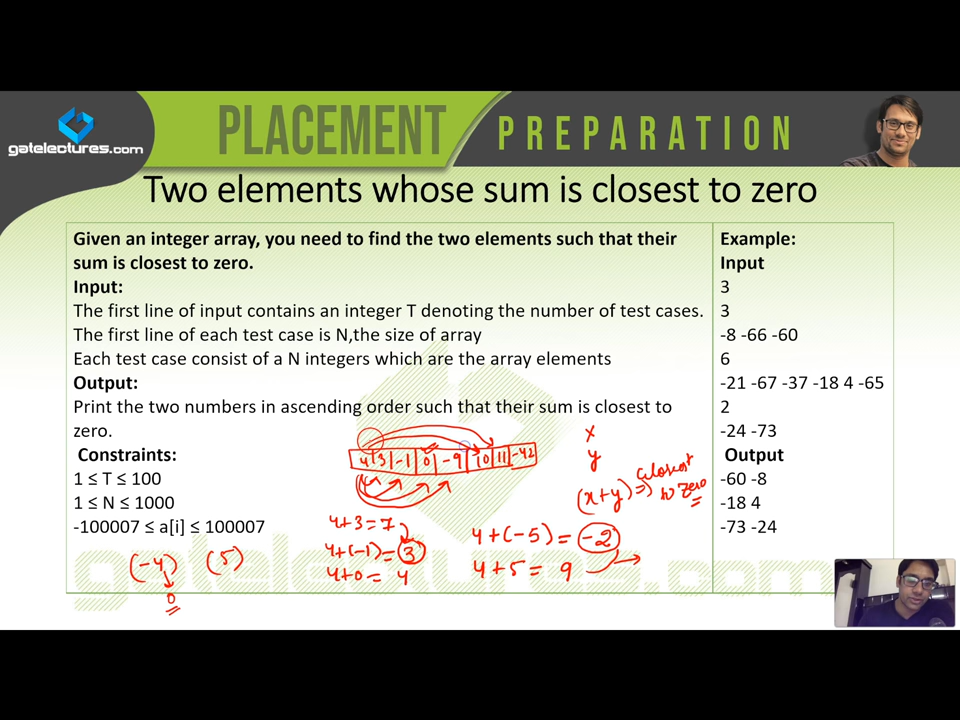 gatelectures.com
PLACEMENT PREPARATION
Two elements whose sum is closest to zero
Given an integer array, you need to find the two elements such that their
sum is closest to zero.
Input:
The first line of input contains an integer T denoting the number of test cases.
The first line of each test case is N,the size of array
Each test case consist of a N integers which are the array elements
Output:
Print the two numbers in ascending order such that their sum is closest to
zero.
Constraints:
1 ≤ T ≤ 100
1 ≤ N ≤ 1000
-100007 ≤ a[i] ≤ 100007
Example:
Input
3
3
-8 -66 -60
6
-21 -67 -37 -18 4 -65
2
-24 -73
Output
-60 -8
-18 4
-73 -24
4 3 -1 0 -9 10 11 -42
x
y
(x+y) ⇒ closest
to zero
4+3=7
4+(-1)=3
4+0=4
4+(-5)=-2
4+5=9
(-4) (5)
0
gatelectures.com